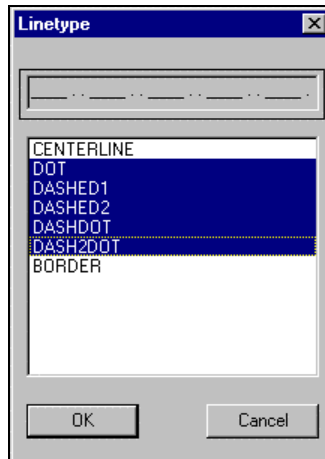 Linetype
CENTERLINE
DOT
DASHED1
DASHED2
DASHDOT
DASH2DOT
BORDER
OK Cancel